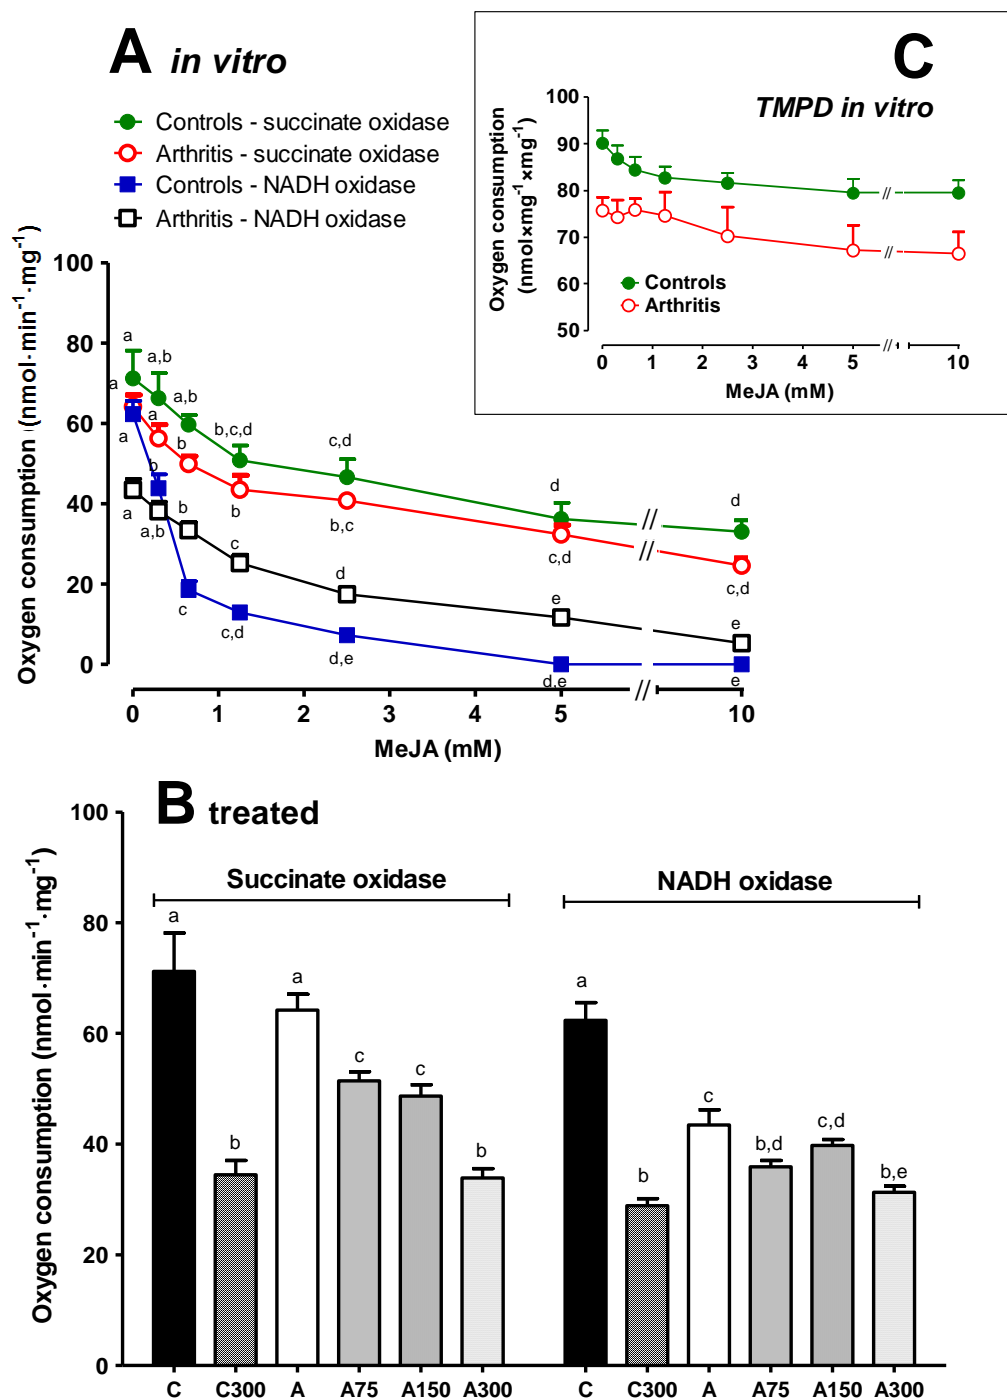 A in vitro
Controls - succinate oxidase
Arthritis - succinate oxidase
Controls - NADH oxidase
Arthritis - NADH oxidase
Oxygen consumption (nmol·min⁻¹·mg⁻¹)
100
80
60
40
20
0
a
a,b
a,b
b,c,d
c,d
d
d
a
a
b
b
b,c
c,d
c,d
a
b
c
c,d
d,e
d,e
e
a
a,b
b
c
d
e
e
//
//
//
0 1 2 3 4 5 10
MeJA (mM)
C
TMPD in vitro
Oxygen consumption
(nmol×mg⁻¹×mg⁻¹)
100
90
80
70
60
50
Controls
Arthritis
//
//
//
0 1 2 3 4 5 10
MeJA (mM)
B treated
Oxygen consumption (nmol·min⁻¹·mg⁻¹)
100
80
60
40
20
0
Succinate oxidase
NADH oxidase
a b a c c b
a b c b,d c,d b,e
C C300 A A75 A150 A300 C C300 A A75 A150 A300